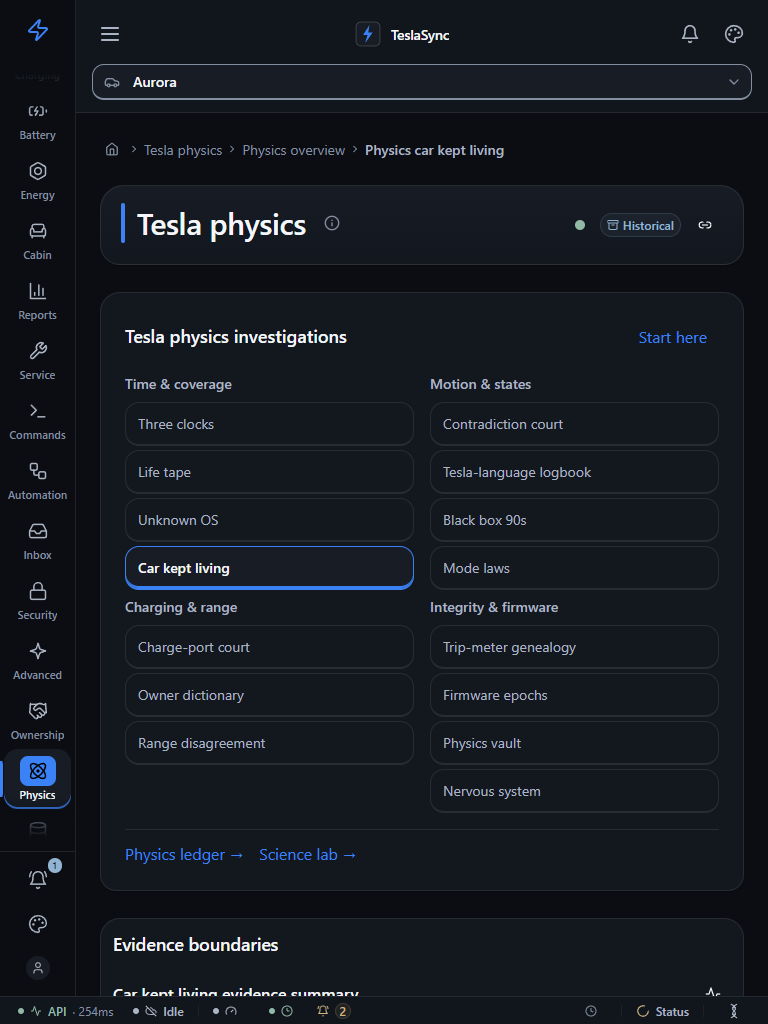 TeslaSync
Aurora
Charging
Battery
Energy
Cabin
Reports
Service
Commands
Automation
Inbox
Security
Advanced
Ownership
Physics
1
Tesla physics > Physics overview > Physics car kept living
Tesla physics
Historical
Tesla physics investigations
Start here
Time & coverage
Three clocks
Life tape
Unknown OS
Car kept living
Motion & states
Contradiction court
Tesla-language logbook
Black box 90s
Mode laws
Charging & range
Charge-port court
Owner dictionary
Range disagreement
Integrity & firmware
Trip-meter genealogy
Firmware epochs
Physics vault
Nervous system
Physics ledger →
Science lab →
Evidence boundaries
Car kept living evidence summary
API · 254ms
Idle
2
Status